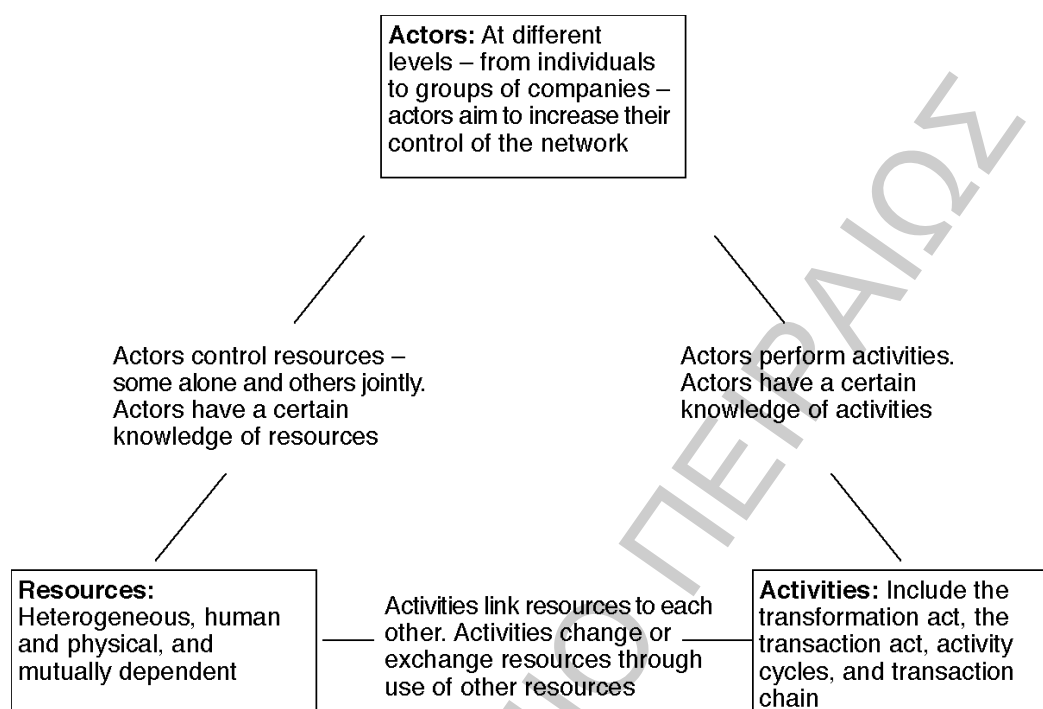 Actors: At different
levels – from individuals
to groups of companies –
actors aim to increase their
control of the network
Actors control resources –
some alone and others jointly.
Actors have a certain
knowledge of resources
Actors perform activities.
Actors have a certain
knowledge of activities
Resources:
Heterogeneous, human
and physical, and
mutually dependent
Activities link resources to each
other. Activities change or
exchange resources through
use of other resources
Activities: Include the
transformation act, the
transaction act, activity
cycles, and transaction
chain
ΙΟ ΠΕΙΡΑΙΩΣ